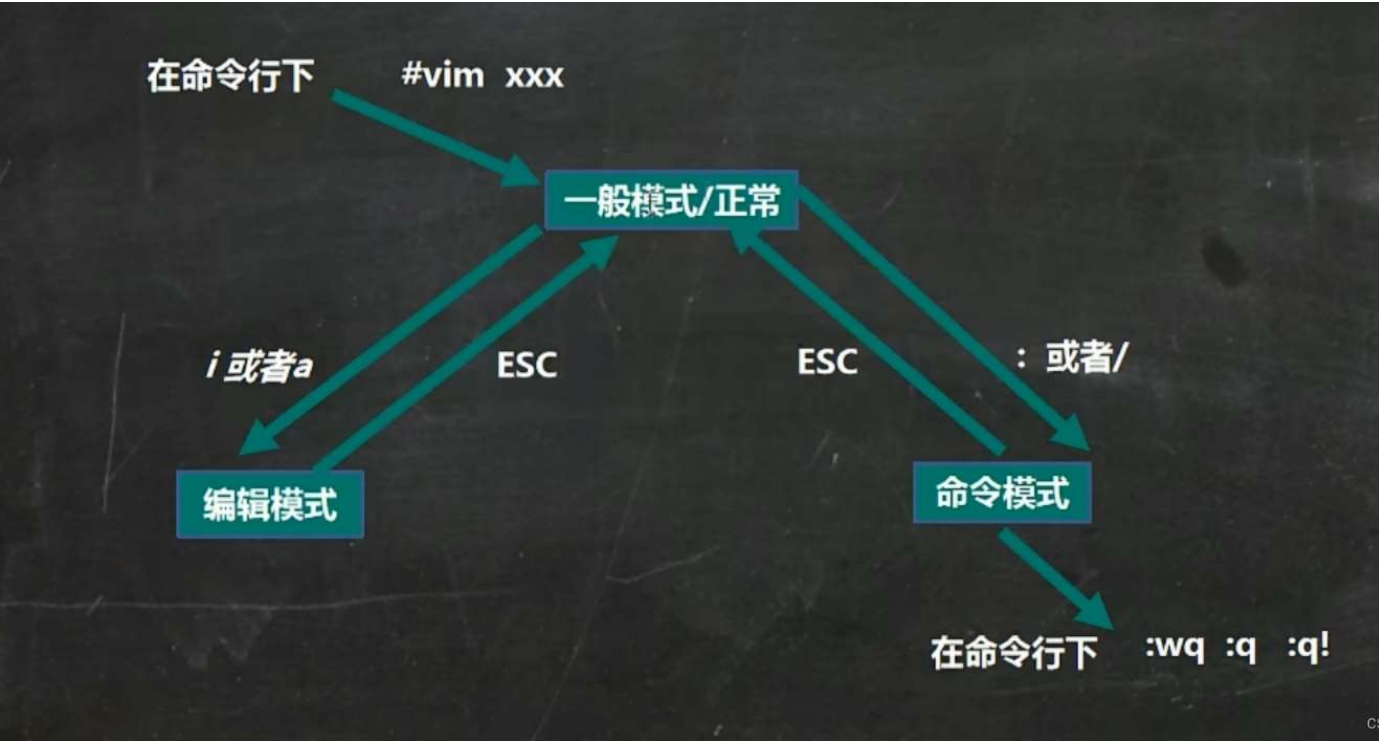 在命令行下 #vim xxx
一般模式/正常
i 或者a
ESC
ESC
: 或者/
编辑模式
命令模式
在命令行下 :wq :q :q!